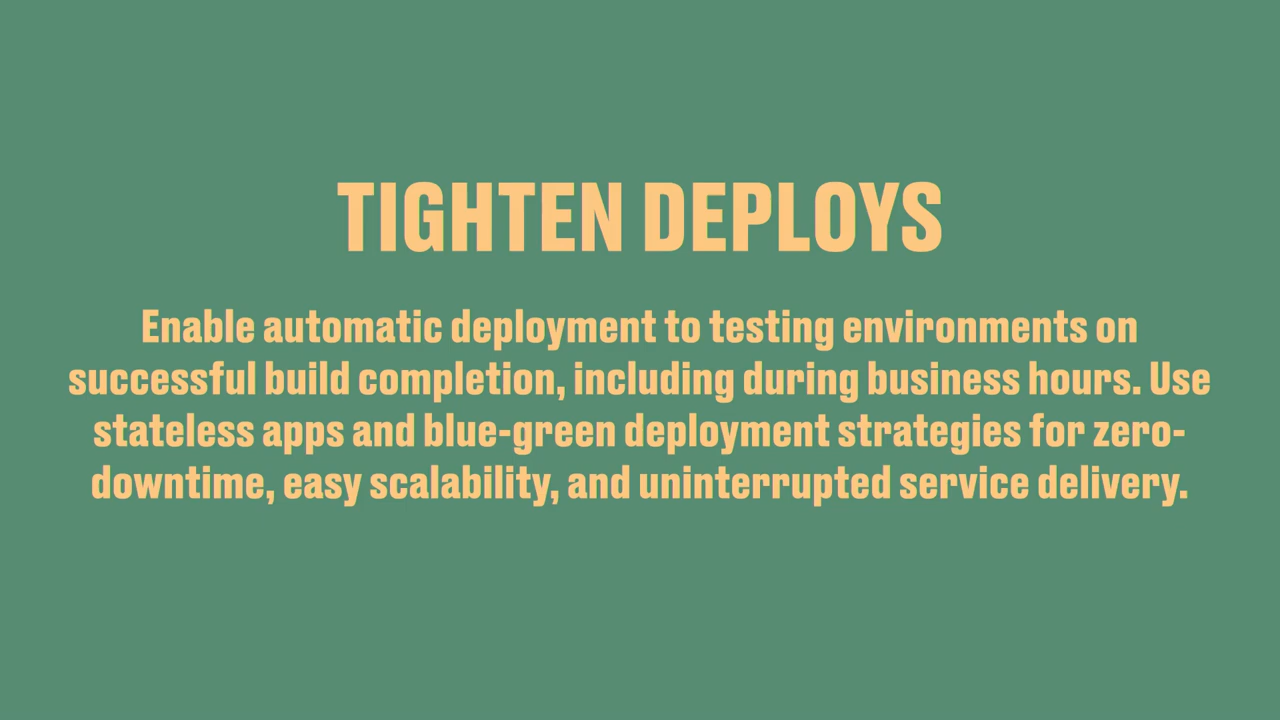 TIGHTEN DEPLOYS
Enable automatic deployment to testing environments on
successful build completion, including during business hours. Use
stateless apps and blue-green deployment strategies for zero-
downtime, easy scalability, and uninterrupted service delivery.